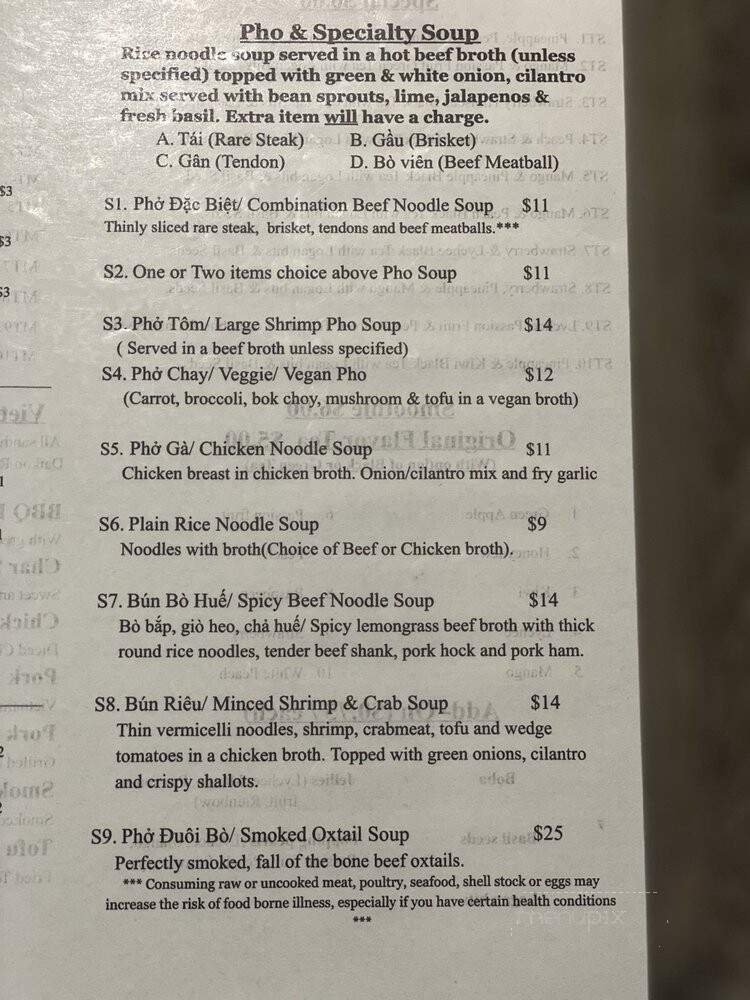 Pho & Specialty Soup
Rice noodle soup served in a hot beef broth (unless
specified) topped with green & white onion, cilantro
mix served with bean sprouts, lime, jalapenos &
fresh basil. Extra item will have a charge.
A. Tái (Rare Steak) B. Gầu (Brisket)
C. Gân (Tendon) D. Bò viên (Beef Meatball)
S1. Phở Đặc Biệt/ Combination Beef Noodle Soup $11
Thinly sliced rare steak, brisket, tendons and beef meatballs.***
S2. One or Two items choice above Pho Soup $11
S3. Phở Tôm/ Large Shrimp Pho Soup $14
( Served in a beef broth unless specified)
S4. Phở Chay/ Veggie/ Vegan Pho $12
(Carrot, broccoli, bok choy, mushroom & tofu in a vegan broth)
S5. Phở Gà/ Chicken Noodle Soup $11
Chicken breast in chicken broth. Onion/cilantro mix and fry garlic
S6. Plain Rice Noodle Soup $9
Noodles with broth(Choice of Beef or Chicken broth).
S7. Bún Bò Huế/ Spicy Beef Noodle Soup $14
Bò bắp, giò heo, chả huế/ Spicy lemongrass beef broth with thick
round rice noodles, tender beef shank, pork hock and pork ham.
S8. Bún Riêu/ Minced Shrimp & Crab Soup $14
Thin vermicelli noodles, shrimp, crabmeat, tofu and wedge
tomatoes in a chicken broth. Topped with green onions, cilantro
and crispy shallots.
S9. Phở Đuôi Bò/ Smoked Oxtail Soup $25
Perfectly smoked, fall of the bone beef oxtails.
*** Consuming raw or uncooked meat, poultry, seafood, shell stock or eggs may
increase the risk of food borne illness, especially if you have certain health conditions
***
$3
$3
menupix